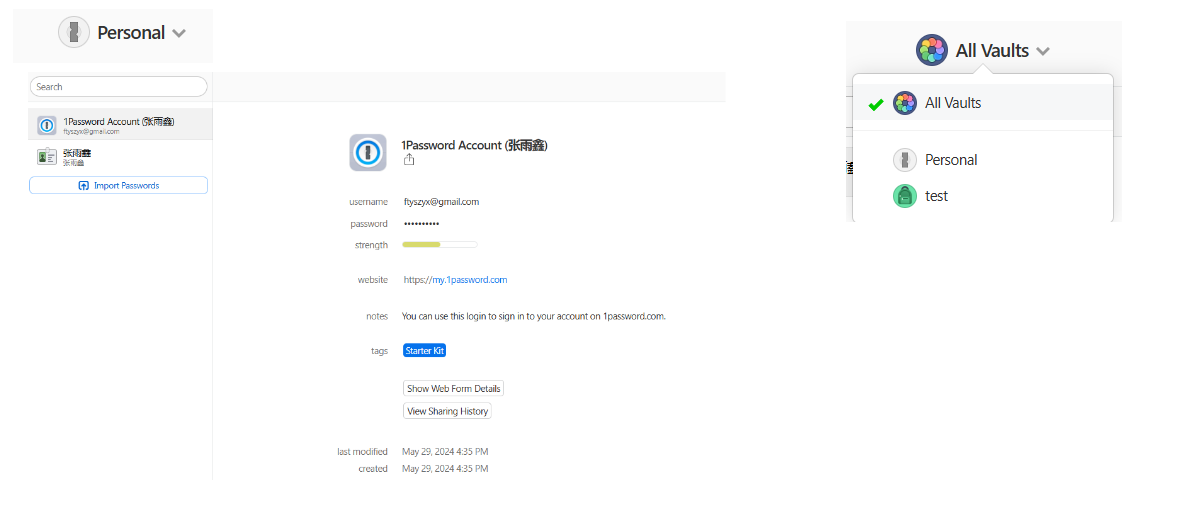 Personal
Search
1Password Account (张雨鑫)
ftyszyx@gmail.com
张雨鑫
张雨鑫
Import Passwords
1Password Account (张雨鑫)
username ftyszyx@gmail.com
password ••••••••••
strength
website https://my.1password.com
notes You can use this login to sign in to your account on 1password.com.
tags Starter Kit
Show Web Form Details
View Sharing History
last modified May 29, 2024 4:35 PM
created May 29, 2024 4:35 PM
All Vaults
All Vaults
Personal
test